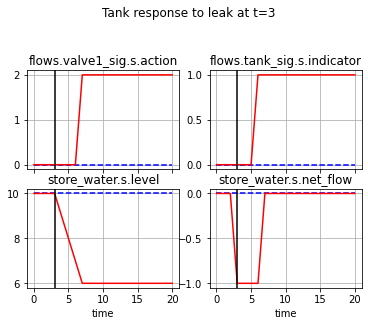 Tank response to leak at t=3
flows.valve1_sig.s.action
flows.tank_sig.s.indicator
2
1
0
1.0
0.5
0.0
store_water.s.level
store_water.s.net_flow
10
8
6
0.0
−0.5
−1.0
0 5 10 15 20
0 5 10 15 20
time
time